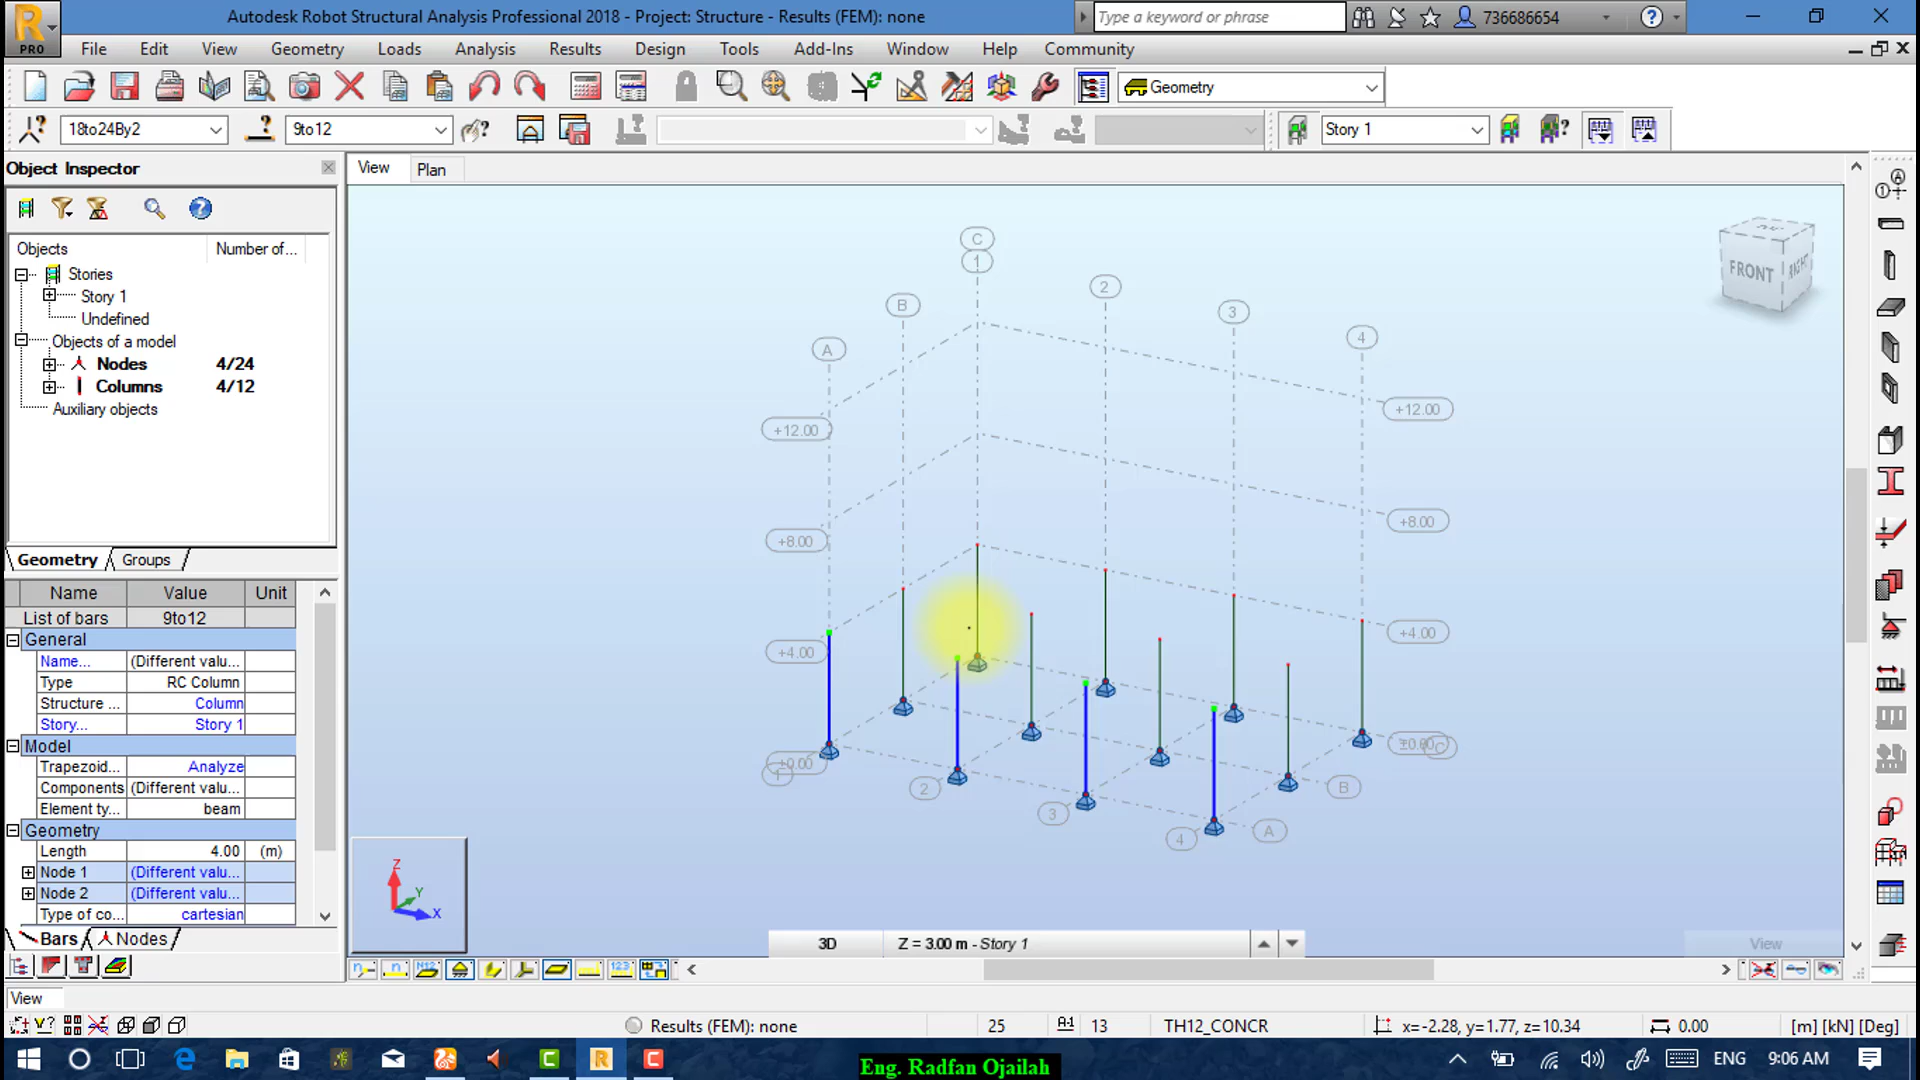 Autodesk Robot Structural Analysis Professional 2018 - Project: Structure - Results (FEM): none
Type a keyword or phrase
736686654
PRO
File Edit View Geometry Loads Analysis Results Design Tools Add-Ins Window Help Community
Geometry
18to24By2
9to12
Story 1
Object Inspector
View
Plan
Objects
Number of...
Stories
Story 1
Undefined
Objects of a model
Nodes 4/24
Columns 4/12
Auxiliary objects
Geometry
Groups
Name Value Unit
List of bars 9to12
General
Name... (Different valu...
Type RC Column
Structure ... Column
Story... Story 1
Model
Trapezoid... Analyze
Components (Different valu...
Element ty... beam
Geometry
Length 4.00 (m)
Node 1 (Different valu...
Node 2 (Different valu...
Type of co... cartesian
Bars
Nodes
C
1
B
2
3
A
4
+12.00
+12.00
+8.00
+8.00
+4.00
+4.00
±0.00
±0.00
C
1
2
3
4
A
B
FRONT
RIGHT
Z
Y
X
3D
Z = 3.00 m - Story 1
View
View
Results (FEM): none
25
13
TH12_CONCR
x=-2.28, y=1.77, z=10.34
0.00
[m] [kN] [Deg]
Eng. Radfan Ojailah
ENG
9:06 AM